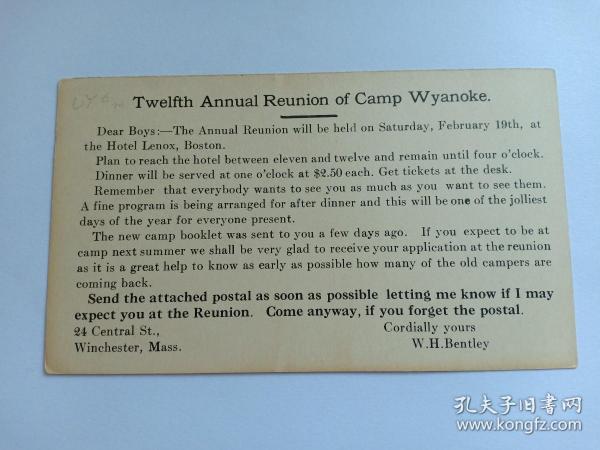 Twelfth Annual Reunion of Camp Wyanoke.
Dear Boys:—The Annual Reunion will be held on Saturday, February 19th, at
the Hotel Lenox, Boston.
Plan to reach the hotel between eleven and twelve and remain until four o'clock.
Dinner will be served at one o'clock at $2.50 each. Get tickets at the desk.
Remember that everybody wants to see you as much as you want to see them.
A fine program is being arranged for after dinner and this will be one of the jolliest
days of the year for everyone present.
The new camp booklet was sent to you a few days ago. If you expect to be at
camp next summer we shall be very glad to receive your application at the reunion
as it is a great help to know as early as possible how many of the old campers are
coming back.
Send the attached postal as soon as possible letting me know if I may
expect you at the Reunion. Come anyway, if you forget the postal.
24 Central St., Cordially yours
Winchester, Mass. W.H.Bentley
孔夫子旧书网
www.kongfz.com